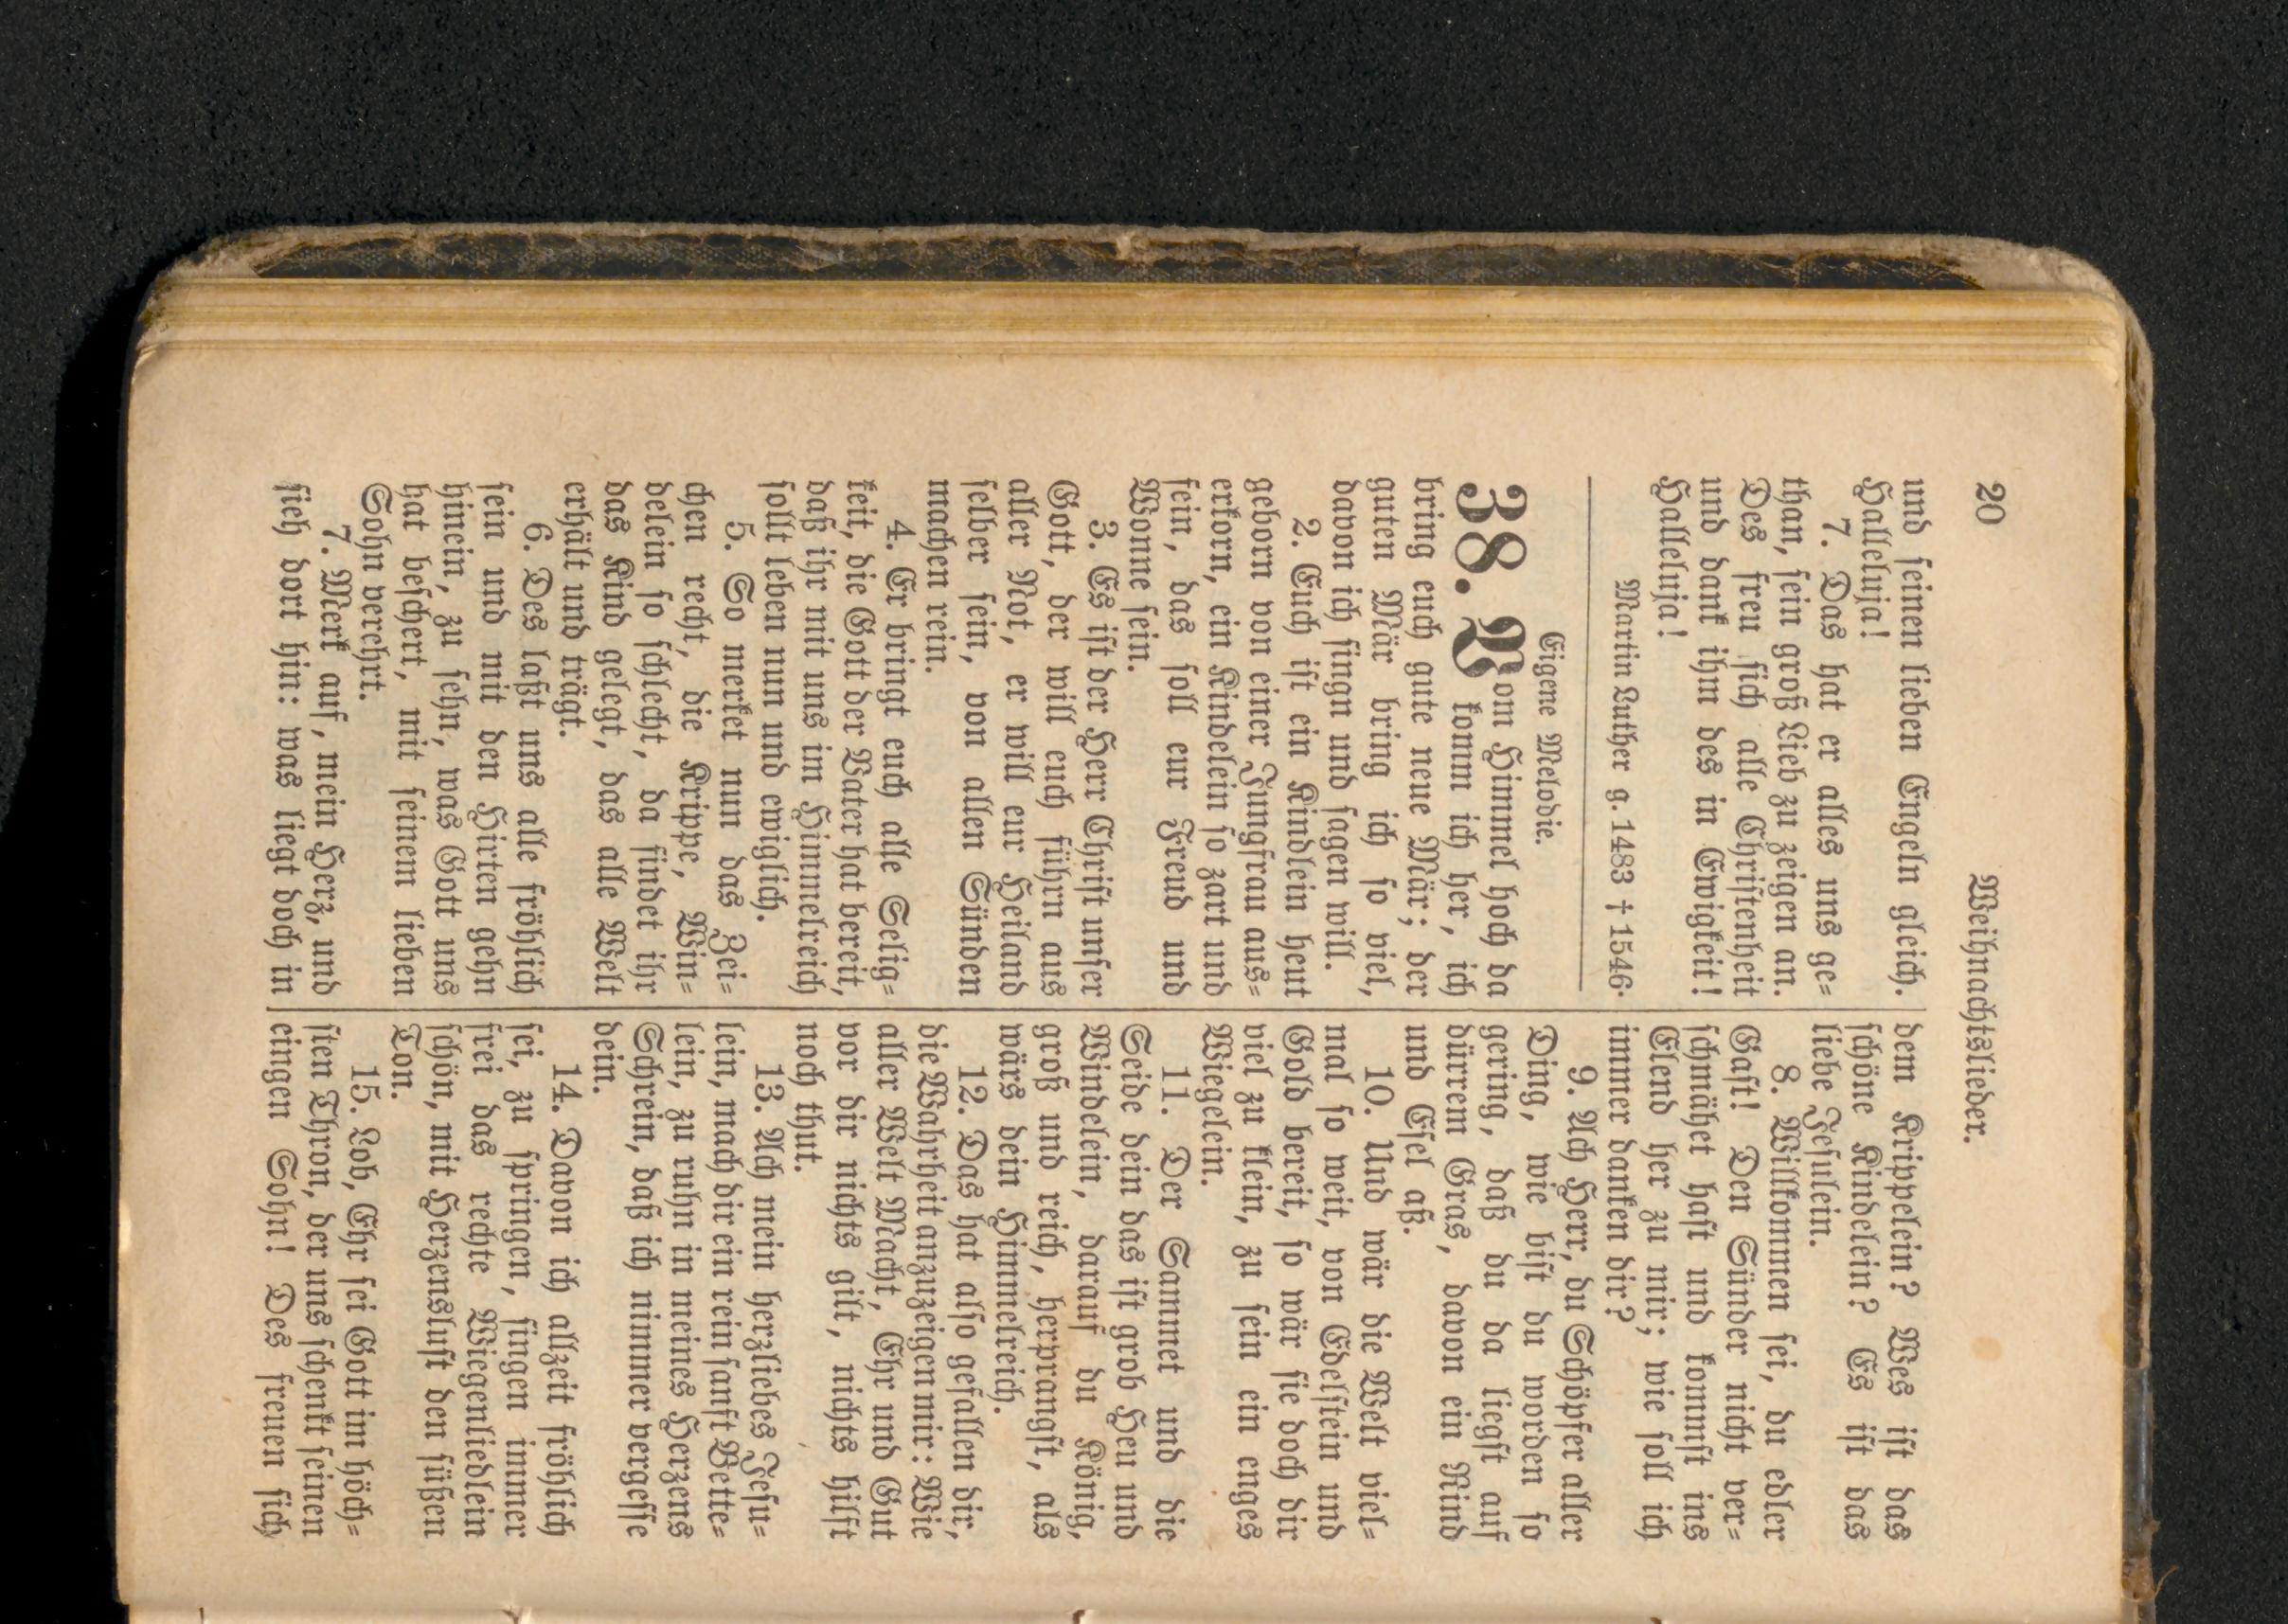 20
Weihnachtslieder.
und seinen lieben Engeln gleich.
Halleluja!
7. Das hat er alles uns ge=
than, sein groß Lieb zu zeigen an.
Des freu sich alle Christenheit
und dank ihm des in Ewigkeit!
Halleluja!
Martin Luther g. 1483 † 1546.
Eigene Melodie.
38. Vom Himmel hoch da
komm ich her, ich
bring euch gute neue Mär; der
guten Mär bring ich so viel,
davon ich singn und sagen will.
2. Euch ist ein Kindlein heut
geborn von einer Jungfrau aus=
erkorn, ein Kindelein so zart und
fein, das soll eur Freud und
Wonne sein.
3. Es ist der Herr Christ unser
Gott, der will euch führn aus
aller Not, er will eur Heiland
selber sein, von allen Sünden
machen rein.
4. Er bringt euch alle Selig=
keit, die Gott der Vater hat bereit,
daß ihr mit uns im Himmelreich
sollt leben nun und ewiglich.
5. So merket nun das Zei=
chen recht, die Krippe, Win=
delein so schlecht, da findet ihr
das Kind gelegt, das alle Welt
erhält und trägt.
6. Des laßt uns alle fröhlich
sein und mit den Hirten gehn
hinein, zu sehn, was Gott uns
hat beschert, mit seinem lieben
Sohn verehrt.
7. Merk auf, mein Herz, und
sieh dort hin: was liegt doch in
dem Krippelein? Wes ist das
schöne Kindelein? Es ist das
liebe Jesulein.
8. Willkommen sei, du edler
Gast! Den Sünder nicht ver=
schmähet hast und kommst ins
Elend her zu mir; wie soll ich
immer danken dir?
9. Ach Herr, du Schöpfer aller
Ding, wie bist du worden so
gering, daß du da liegst auf
dürrem Gras, davon ein Rind
und Esel aß.
10. Und wär die Welt viel=
mal so weit, von Edelstein und
Gold bereit, so wär sie doch dir
viel zu klein, zu sein ein enges
Wiegelein.
11. Der Sammet und die
Seide dein das ist grob Heu und
Windelein, darauf du König,
groß und reich, herprangst, als
wärs dein Himmelreich.
12. Das hat also gefallen dir,
die Wahrheit anzuzeigen mir: Wie
aller Welt Macht, Ehr und Gut
vor dir nichts gilt, nichts hilft
noch thut.
13. Ach mein herzliebes Jesu=
lein, mach dir ein rein sanft Bette=
lein, zu ruhn in meines Herzens
Schrein, daß ich nimmer vergesse
dein.
14. Davon ich allzeit fröhlich
sei, zu springen, singen immer
frei das rechte Wiegenliedlein
schön, mit Herzenslust den süßen
Ton.
15. Lob, Ehr sei Gott im höch=
sten Thron, der uns schenkt seinen
eingen Sohn! Des freuen sich